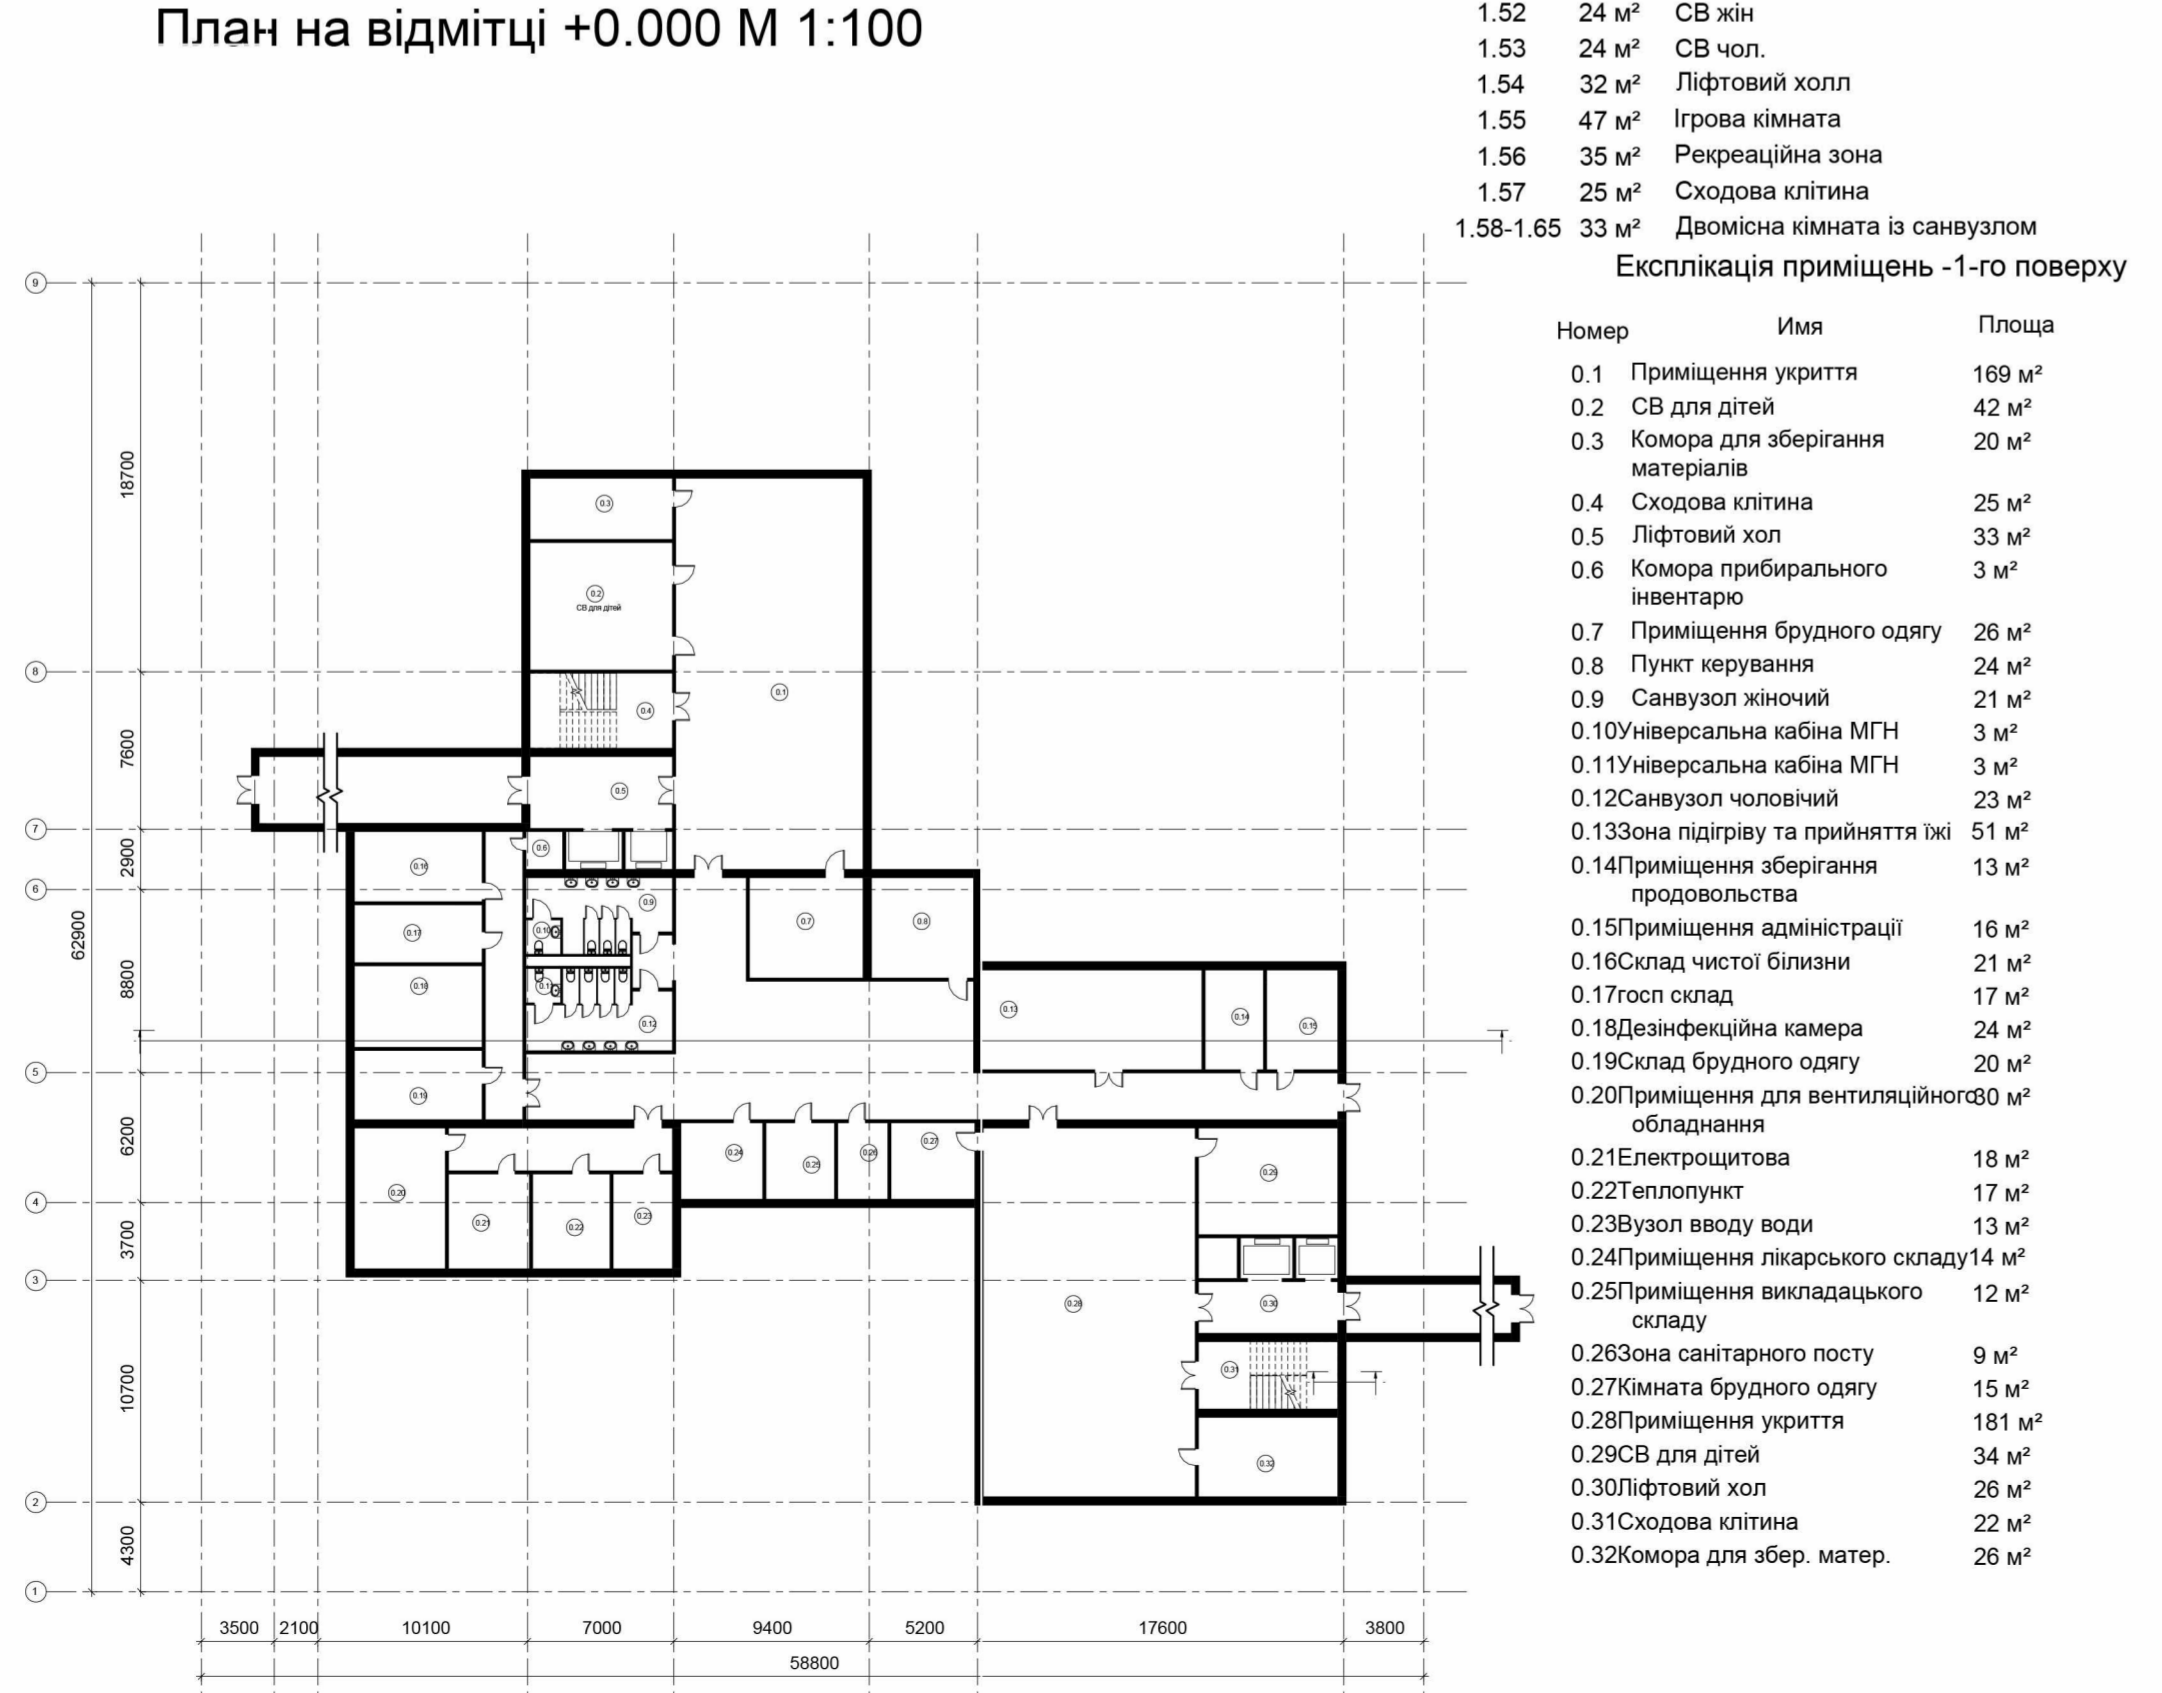 План на відмітці +0.000 М 1:100
1.52 24 м² СВ жін
1.53 24 м² СВ чол.
1.54 32 м² Ліфтовий холл
1.55 47 м² Ігрова кімната
1.56 35 м² Рекреаційна зона
1.57 25 м² Сходова клітина
1.58-1.65 33 м² Двомісна кімната із санвузлом
Експлікація приміщень -1-го поверху
Номер Имя Площа
0.1 Приміщення укриття 169 м²
0.2 СВ для дітей 42 м²
0.3 Комора для зберігання 20 м²
матеріалів
0.4 Сходова клітина 25 м²
0.5 Ліфтовий хол 33 м²
0.6 Комора прибирального 3 м²
інвентарю
0.7 Приміщення брудного одягу 26 м²
0.8 Пункт керування 24 м²
0.9 Санвузол жіночий 21 м²
0.10Універсальна кабіна МГН 3 м²
0.11Універсальна кабіна МГН 3 м²
0.12Санвузол чоловічий 23 м²
0.13Зона підігріву та прийняття їжі 51 м²
0.14Приміщення зберігання 13 м²
продовольства
0.15Приміщення адміністрації 16 м²
0.16Склад чистої білизни 21 м²
0.17госп склад 17 м²
0.18Дезінфекційна камера 24 м²
0.19Склад брудного одягу 20 м²
0.20Приміщення для вентиляційного 30 м²
обладнання
0.21Електрощитова 18 м²
0.22Теплопункт 17 м²
0.23Вузол вводу води 13 м²
0.24Приміщення лікарського складу 14 м²
0.25Приміщення викладацького 12 м²
складу
0.26Зона санітарного посту 9 м²
0.27Кімната брудного одягу 15 м²
0.28Приміщення укриття 181 м²
0.29СВ для дітей 34 м²
0.30Ліфтовий хол 26 м²
0.31Сходова клітина 22 м²
0.32Комора для збер. матер. 26 м²
9
8
7
6
5
4
3
2
1
18700
7600
2900
8800
6200
3700
10700
4300
62900
0.3
0.2
СВ для дітей
0.1
0.4
0.5
0.6
0.16
0.9
0.7
0.8
0.10
0.17
0.18
0.11
0.12
0.13
0.14
0.15
0.19
0.24
0.25
0.26
0.27
0.20
0.21
0.22
0.23
0.29
0.28
0.30
0.31
0.32
3500 2100 10100 7000 9400 5200 17600 3800
58800